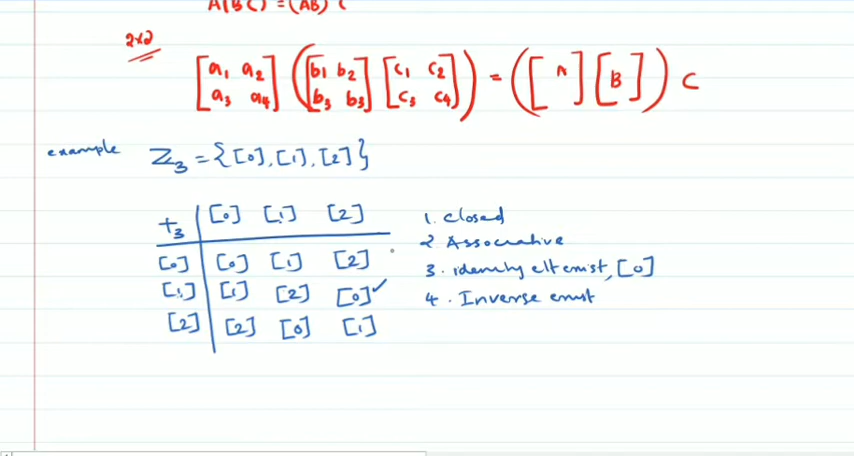 A(BC) = (AB) C
2x2
[a1 a2 a3 a4] ([b1 b2 b3 b3] [c1 c2 c3 c4]) = ([ A ] [ B ]) C
example Z3 = {[0], [1], [2]}
+3 [0] [1] [2]
[0] [0] [1] [2]
[1] [1] [2] [0] ✓
[2] [2] [0] [1]
1. closed
2 Associative
3. identity elt exist, [0]
4. Inverse exist